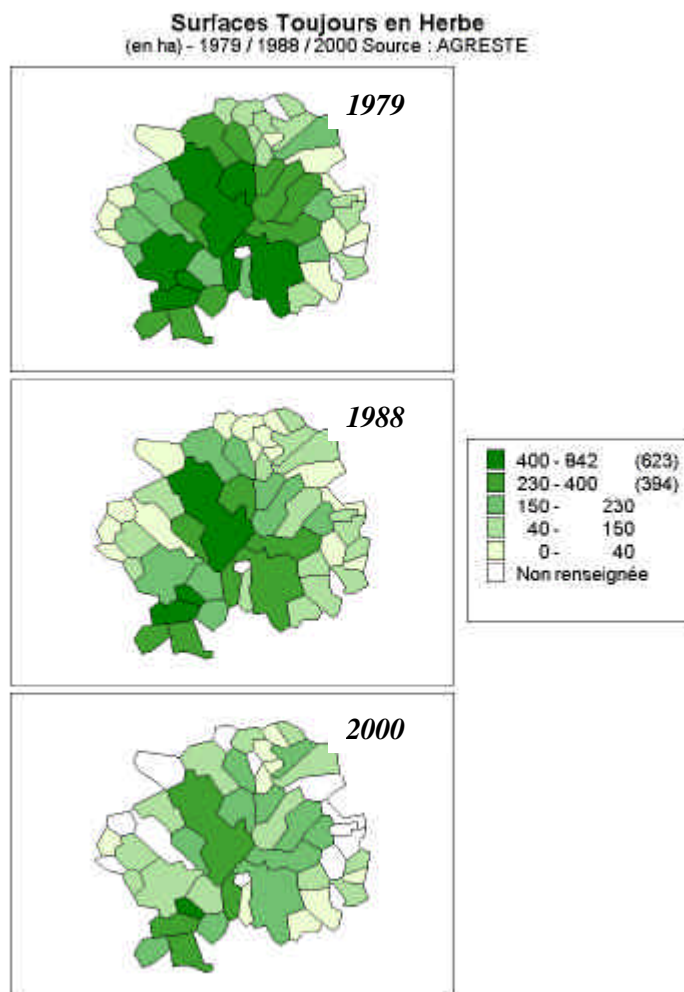 Surfaces Toujours en Herbe
(en ha) - 1979 / 1988 / 2000 Source : AGRESTE
1979
1988
400 - 842 (623)
230 - 400 (394)
150 - 230
40 - 150
0 - 40
Non renseignée
2000